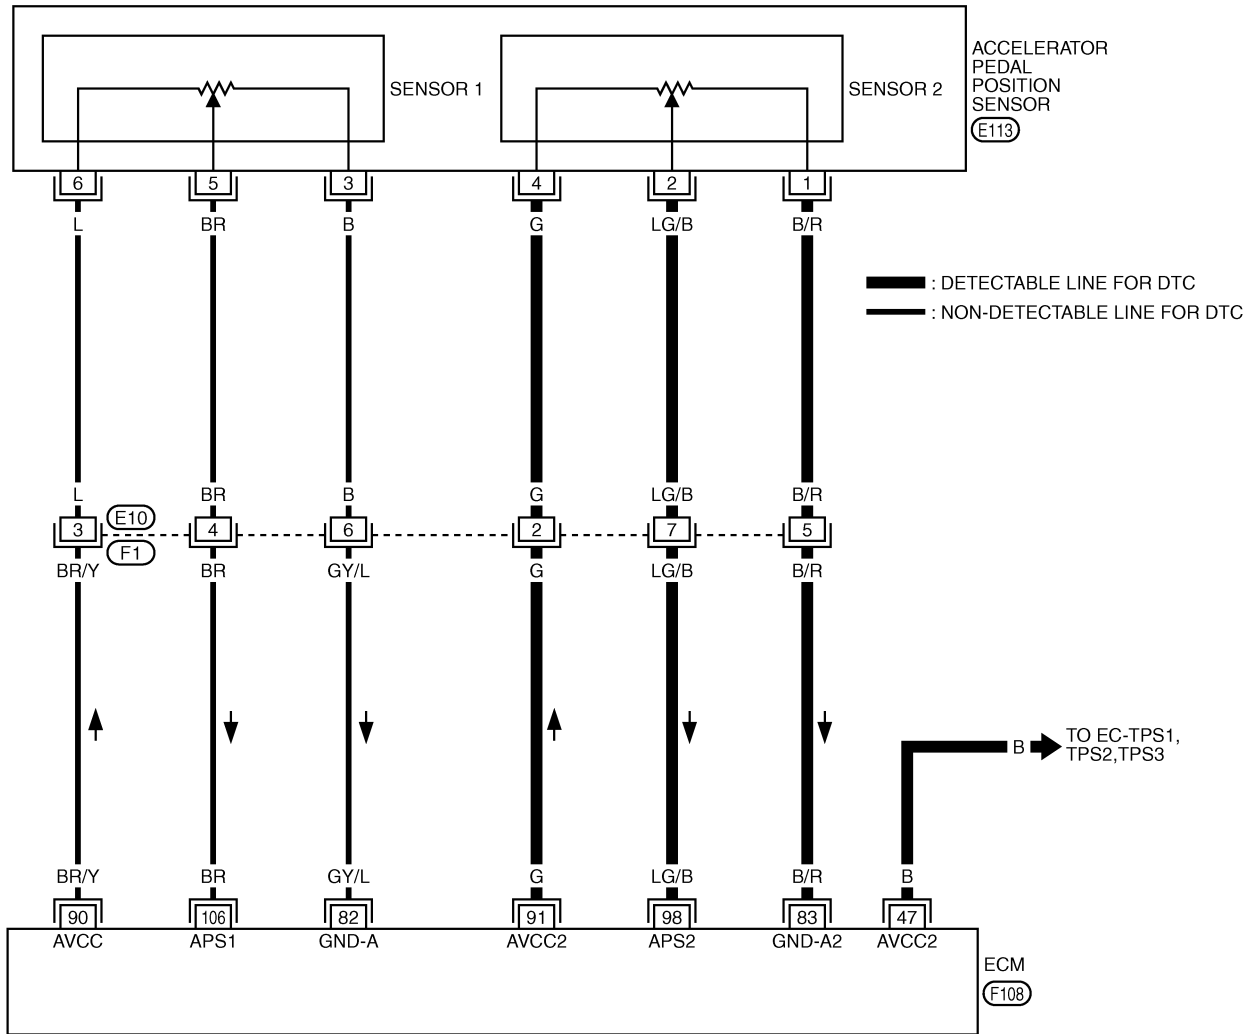 SENSOR 1
SENSOR 2
ACCELERATOR
PEDAL
POSITION
SENSOR
E113
6 5 3 4 2 1
L BR B G LG/B B/R
: DETECTABLE LINE FOR DTC
: NON-DETECTABLE LINE FOR DTC
L BR B G LG/B B/R
E10
3 4 6 2 7 5
F1
BR/Y BR GY/L G LG/B B/R
TO EC-TPS1,
B
TPS2,TPS3
BR/Y BR GY/L G LG/B B/R B
90 106 82 91 98 83 47
AVCC APS1 GND-A AVCC2 APS2 GND-A2 AVCC2
ECM
F108